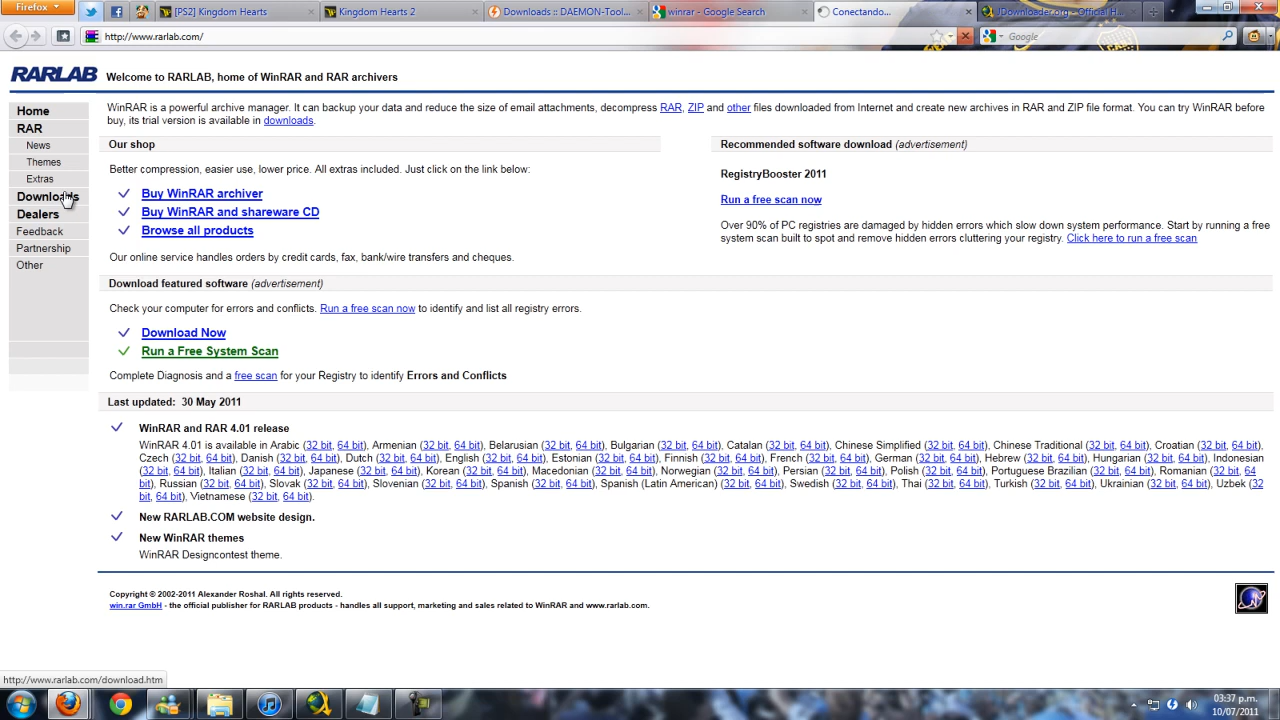 Firefox
[PS2] Kingdom Hearts
Kingdom Hearts 2
Downloads :: DAEMON-Tool...
winrar - Google Search
Conectando...
JDownloader.org - Official H...
http://www.rarlab.com/
Google
RARLAB
Welcome to RARLAB, home of WinRAR and RAR archivers
Home
RAR
News
Themes
Extras
Downloads
Dealers
Feedback
Partnership
Other
WinRAR is a powerful archive manager. It can backup your data and reduce the size of email attachments, decompress RAR, ZIP and other files downloaded from Internet and create new archives in RAR and ZIP file format. You can try WinRAR before
buy, its trial version is available in downloads.
Our shop
Better compression, easier use, lower price. All extras included. Just click on the link below:
Buy WinRAR archiver
Buy WinRAR and shareware CD
Browse all products
Our online service handles orders by credit cards, fax, bank/wire transfers and cheques.
Recommended software download (advertisement)
RegistryBooster 2011
Run a free scan now
Over 90% of PC registries are damaged by hidden errors which slow down system performance. Start by running a free
system scan built to spot and remove hidden errors cluttering your registry. Click here to run a free scan
Download featured software (advertisement)
Check your computer for errors and conflicts. Run a free scan now to identify and list all registry errors.
Download Now
Run a Free System Scan
Complete Diagnosis and a free scan for your Registry to identify Errors and Conflicts
Last updated: 30 May 2011
WinRAR and RAR 4.01 release
WinRAR 4.01 is available in Arabic (32 bit, 64 bit), Armenian (32 bit, 64 bit), Belarusian (32 bit, 64 bit), Bulgarian (32 bit, 64 bit), Catalan (32 bit, 64 bit), Chinese Simplified (32 bit, 64 bit), Chinese Traditional (32 bit, 64 bit), Croatian (32 bit, 64 bit),
Czech (32 bit, 64 bit), Danish (32 bit, 64 bit), Dutch (32 bit, 64 bit), English (32 bit, 64 bit), Estonian (32 bit, 64 bit), Finnish (32 bit, 64 bit), French (32 bit, 64 bit), German (32 bit, 64 bit), Hebrew (32 bit, 64 bit), Hungarian (32 bit, 64 bit), Indonesian
(32 bit, 64 bit), Italian (32 bit, 64 bit), Japanese (32 bit, 64 bit), Korean (32 bit, 64 bit), Macedonian (32 bit, 64 bit), Norwegian (32 bit, 64 bit), Persian (32 bit, 64 bit), Polish (32 bit, 64 bit), Portuguese Brazilian (32 bit, 64 bit), Romanian (32 bit, 64
bit), Russian (32 bit, 64 bit), Slovak (32 bit, 64 bit), Slovenian (32 bit, 64 bit), Spanish (32 bit, 64 bit), Spanish (Latin American) (32 bit, 64 bit), Swedish (32 bit, 64 bit), Thai (32 bit, 64 bit), Turkish (32 bit, 64 bit), Ukrainian (32 bit, 64 bit), Uzbek (32
bit, 64 bit), Vietnamese (32 bit, 64 bit).
New RARLAB.COM website design.
New WinRAR themes
WinRAR Designcontest theme.
Copyright © 2002-2011 Alexander Roshal. All rights reserved.
win.rar GmbH - the official publisher for RARLAB products - handles all support, marketing and sales related to WinRAR and www.rarlab.com.
http://www.rarlab.com/download.htm
03:37 p.m.
10/07/2011